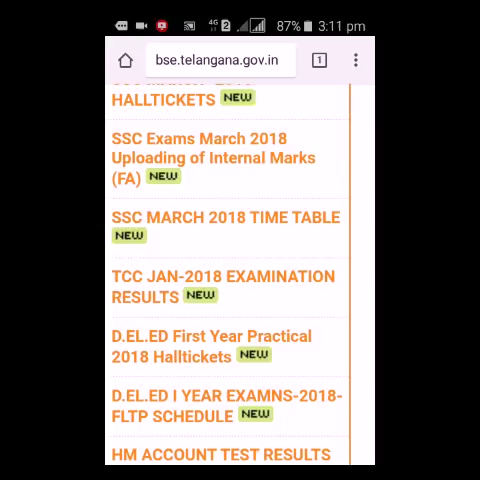 4G 2 87% 3:11 pm
bse.telangana.gov.in 1
HALLTICKETS NEW
SSC Exams March 2018
Uploading of Internal Marks
(FA) NEW
SSC MARCH 2018 TIME TABLE
NEW
TCC JAN-2018 EXAMINATION
RESULTS NEW
D.EL.ED First Year Practical
2018 Halltickets NEW
D.EL.ED I YEAR EXAMNS-2018-
FLTP SCHEDULE NEW
HM ACCOUNT TEST RESULTS